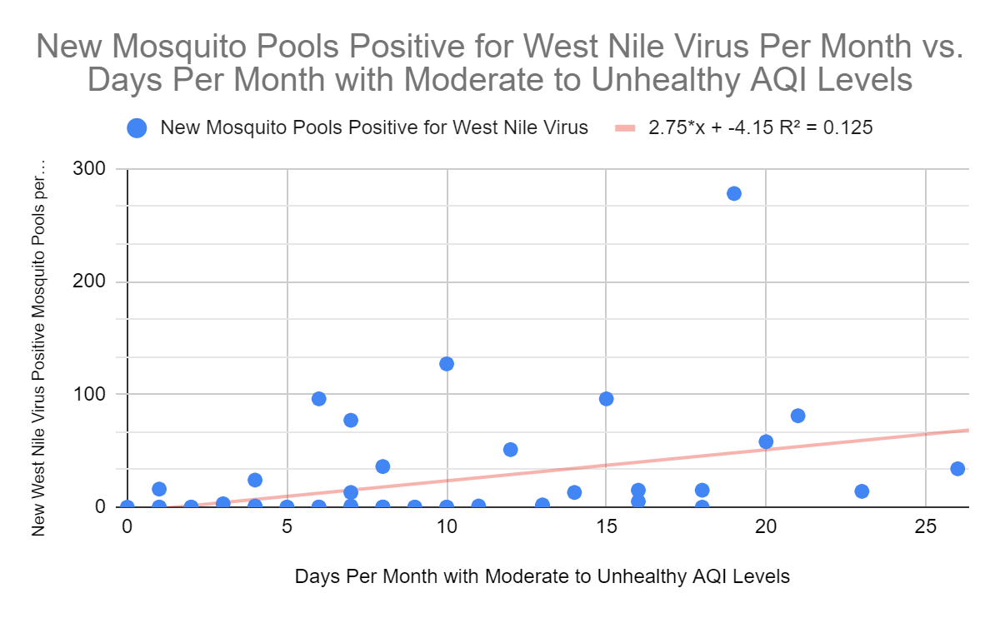 New Mosquito Pools Positive for West Nile Virus Per Month vs.
Days Per Month with Moderate to Unhealthy AQI Levels
New Mosquito Pools Positive for West Nile Virus
2.75*x + -4.15 R² = 0.125
New West Nile Virus Positive Mosquito Pools per…
300
200
100
0
0 5 10 15 20 25
Days Per Month with Moderate to Unhealthy AQI Levels